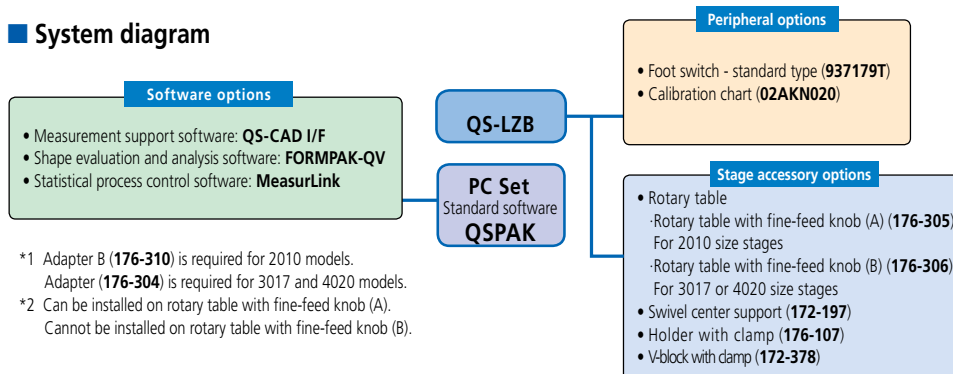 System diagram
Software options
• Measurement support software: QS-CAD I/F
• Shape evaluation and analysis software: FORMPAK-QV
• Statistical process control software: MeasurLink
QS-LZB
PC Set
Standard software
QSPAK
Peripheral options
• Foot switch - standard type (937179T)
• Calibration chart (02AKN020)
Stage accessory options
• Rotary table
·Rotary table with fine-feed knob (A) (176-305)
For 2010 size stages
·Rotary table with fine-feed knob (B) (176-306)
For 3017 or 4020 size stages
• Swivel center support (172-197)
• Holder with clamp (176-107)
• V-block with clamp (172-378)
*1 Adapter B (176-310) is required for 2010 models.
Adapter (176-304) is required for 3017 and 4020 models.
*2 Can be installed on rotary table with fine-feed knob (A).
Cannot be installed on rotary table with fine-feed knob (B).